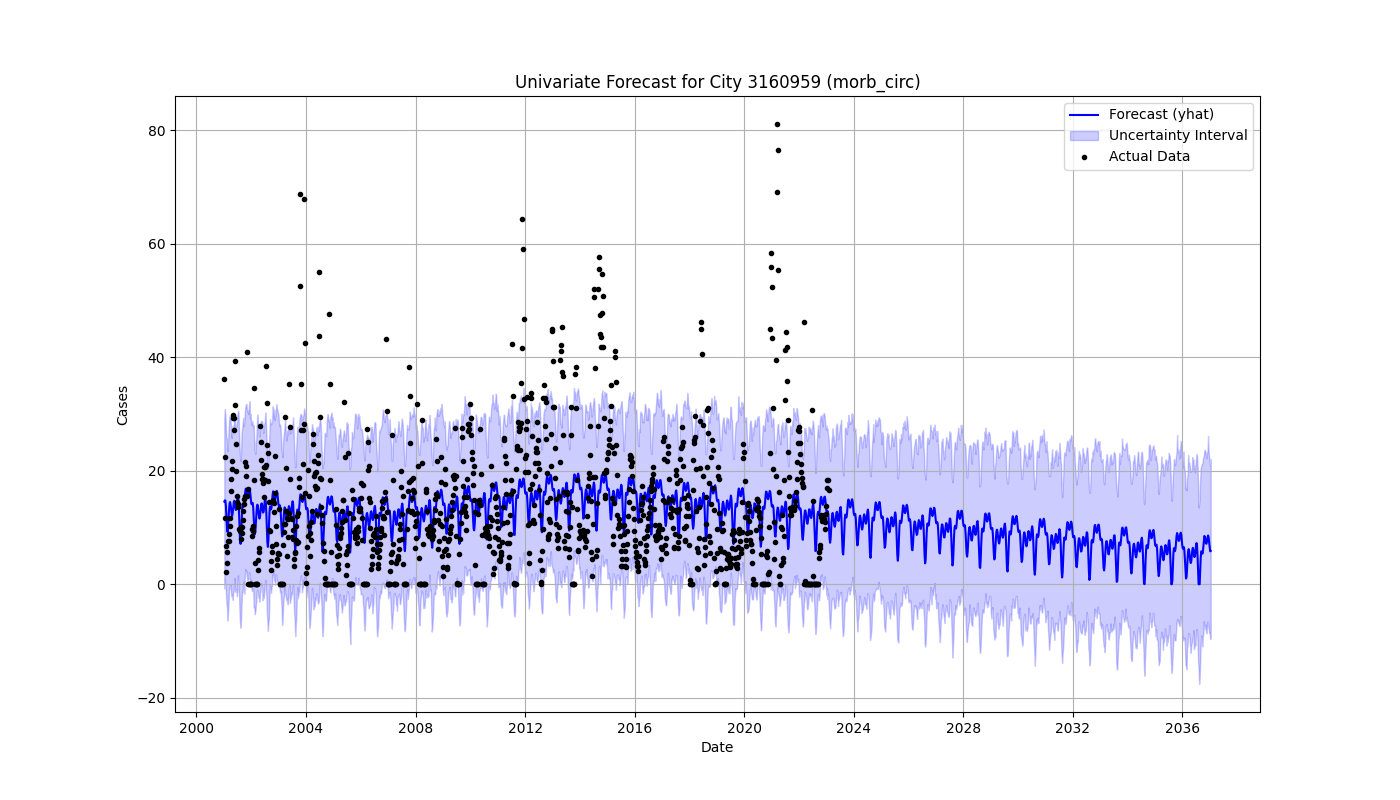 Univariate Forecast for City 3160959 (morb_circ)
Forecast (yhat)
Uncertainty Interval
Actual Data
Cases
80
60
40
20
0
−20
2000 2004 2008 2012 2016 2020 2024 2028 2032 2036
Date